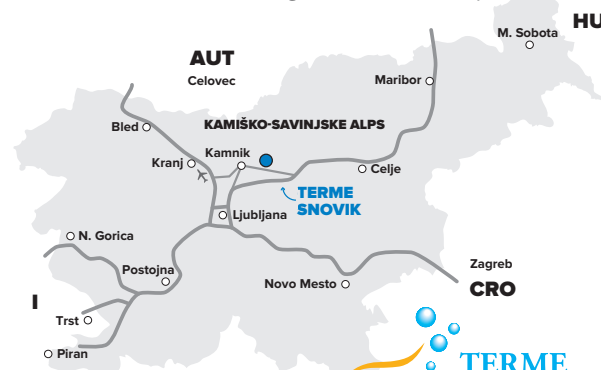 HU
M. Sobota
AUT
Celovec
Maribor
KAMIŠKO-SAVINJSKE ALPS
Bled
Kranj
Kamnik
Celje
TERME
SNOVIK
Ljubljana
N. Gorica
Postojna
Novo Mesto
Zagreb
CRO
I
Trst
Piran
TERME